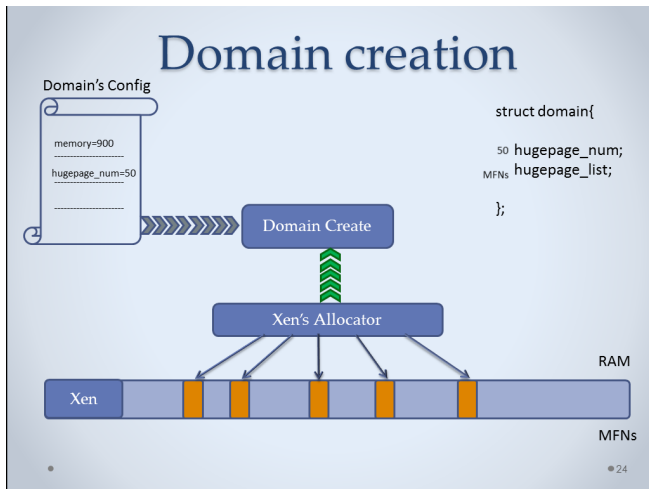 Domain creation
Domain's Config
memory=900
----------------------
hugepage_num=50
----------------------
----------------------
struct domain{
50 hugepage_num;
MFNs hugepage_list;
};
Domain Create
Xen's Allocator
RAM
Xen
MFNs
24